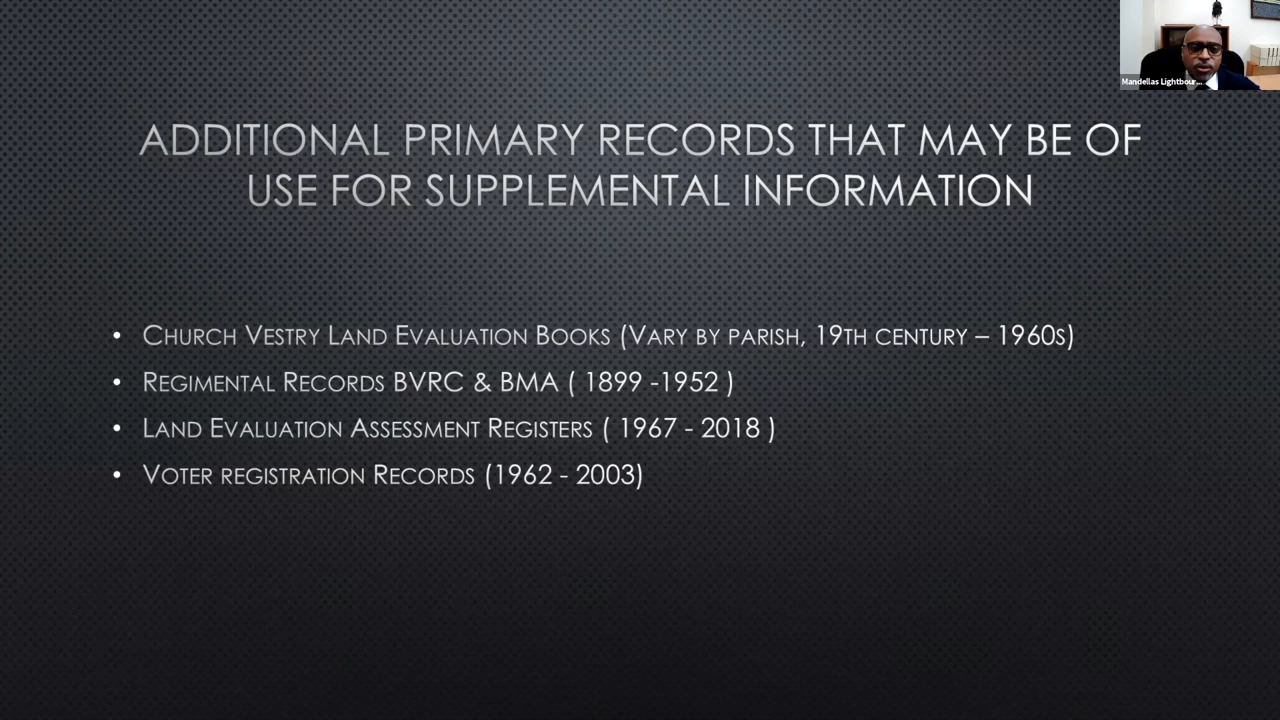 Mandellas Lightbour...
ADDITIONAL PRIMARY RECORDS THAT MAY BE OF
USE FOR SUPPLEMENTAL INFORMATION
• CHURCH VESTRY LAND EVALUATION BOOKS (VARY BY PARISH, 19TH CENTURY – 1960S)
• REGIMENTAL RECORDS BVRC & BMA ( 1899 -1952 )
• LAND EVALUATION ASSESSMENT REGISTERS ( 1967 - 2018 )
• VOTER REGISTRATION RECORDS (1962 - 2003)